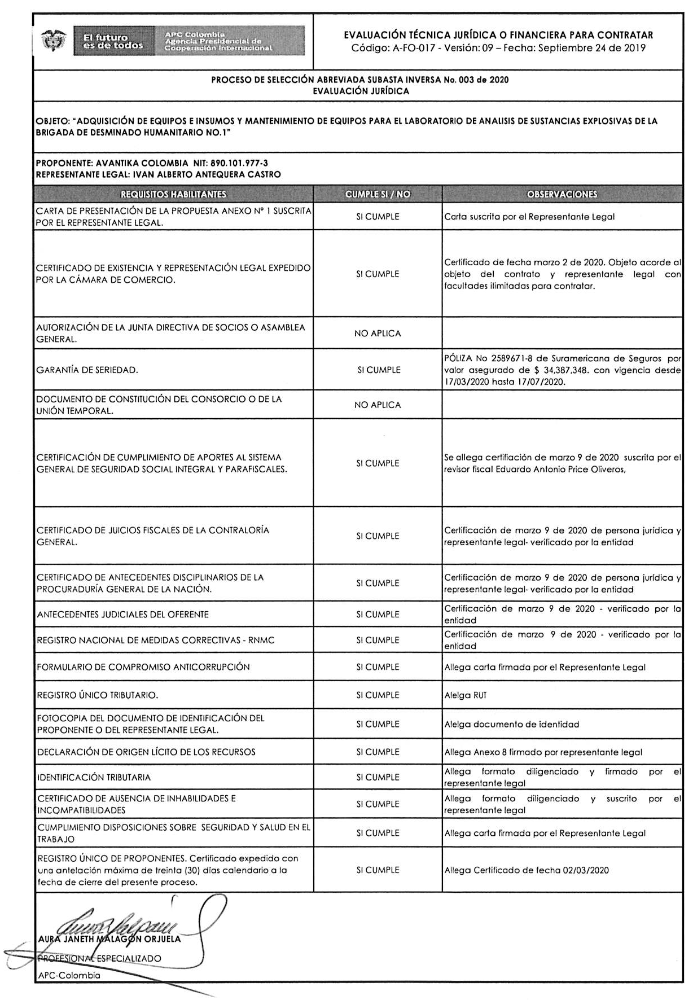 El futuro
es de todos
APC Colombia
Agencia Presidencial de
Cooperación Internacional
EVALUACIÓN TÉCNICA JURÍDICA O FINANCIERA PARA CONTRATAR
Código: A-FO-017 - Versión: 09 – Fecha: Septiembre 24 de 2019
PROCESO DE SELECCIÓN ABREVIADA SUBASTA INVERSA No. 003 de 2020
EVALUACIÓN JURÍDICA
OBJETO: "ADQUISICIÓN DE EQUIPOS E INSUMOS Y MANTENIMIENTO DE EQUIPOS PARA EL LABORATORIO DE ANALISIS DE SUSTANCIAS EXPLOSIVAS DE LA
BRIGADA DE DESMINADO HUMANITARIO NO.1"
PROPONENTE: AVANTIKA COLOMBIA NIT: 890.101.977-3
REPRESENTANTE LEGAL: IVAN ALBERTO ANTEQUERA CASTRO
REQUISITOS HABILITANTES
CUMPLE SI / NO
OBSERVACIONES
CARTA DE PRESENTACIÓN DE LA PROPUESTA ANEXO Nº 1 SUSCRITA
POR EL REPRESENTANTE LEGAL.
SI CUMPLE
Carta suscrita por el Representante Legal
CERTIFICADO DE EXISTENCIA Y REPRESENTACIÓN LEGAL EXPEDIDO
POR LA CÁMARA DE COMERCIO.
SI CUMPLE
Certificado de fecha marzo 2 de 2020. Objeto acorde al
objeto del contrato y representante legal con
facultades ilimitadas para contratar.
AUTORIZACIÓN DE LA JUNTA DIRECTIVA DE SOCIOS O ASAMBLEA
GENERAL.
NO APLICA
GARANTÍA DE SERIEDAD.
SI CUMPLE
PÓLIZA No 2589671-8 de Suramericana de Seguros por
valor asegurado de $ 34,387,348. con vigencia desde
17/03/2020 hasta 17/07/2020.
DOCUMENTO DE CONSTITUCIÓN DEL CONSORCIO O DE LA
UNIÓN TEMPORAL.
NO APLICA
CERTIFICACIÓN DE CUMPLIMIENTO DE APORTES AL SISTEMA
GENERAL DE SEGURIDAD SOCIAL INTEGRAL Y PARAFISCALES.
SI CUMPLE
Se allega certifiación de marzo 9 de 2020 suscrita por el
revisor fiscal Eduardo Antonio Price Oliveros,
CERTIFICADO DE JUICIOS FISCALES DE LA CONTRALORÍA
GENERAL.
SI CUMPLE
Certificación de marzo 9 de 2020 de persona jurídica y
representante legal- verificado por la entidad
CERTIFICADO DE ANTECEDENTES DISCIPLINARIOS DE LA
PROCURADURÍA GENERAL DE LA NACIÓN.
SI CUMPLE
Certificación de marzo 9 de 2020 de persona jurídica y
representante legal- verificado por la entidad
ANTECEDENTES JUDICIALES DEL OFERENTE
SI CUMPLE
Certificación de marzo 9 de 2020 - verificado por la
entidad
REGISTRO NACIONAL DE MEDIDAS CORRECTIVAS - RNMC
SI CUMPLE
Certificación de marzo 9 de 2020 - verificado por la
entidad
FORMULARIO DE COMPROMISO ANTICORRUPCIÓN
SI CUMPLE
Allega carta firmada por el Representante Legal
REGISTRO ÚNICO TRIBUTARIO.
SI CUMPLE
Alelga RUT
FOTOCOPIA DEL DOCUMENTO DE IDENTIFICACIÓN DEL
PROPONENTE O DEL REPRESENTANTE LEGAL.
SI CUMPLE
Alelga documento de identidad
DECLARACIÓN DE ORIGEN LÍCITO DE LOS RECURSOS
SI CUMPLE
Allega Anexo 8 firmado por representante legal
IDENTIFICACIÓN TRIBUTARIA
SI CUMPLE
Allega formato diligenciado y firmado por el
representante legal
CERTIFICADO DE AUSENCIA DE INHABILIDADES E
INCOMPATIBILIDADES
SI CUMPLE
Allega formato diligenciado y suscrito por el
representante legal
CUMPLIMIENTO DISPOSICIONES SOBRE SEGURIDAD Y SALUD EN EL
TRABAJO
SI CUMPLE
Allega carta firmada por el Representante Legal
REGISTRO ÚNICO DE PROPONENTES. Certificado expedido con
una antelación máxima de treinta (30) días calendario a la
fecha de cierre del presente proceso.
SI CUMPLE
Allega Certificado de fecha 02/03/2020
AURA JANETH MALAGÓN ORJUELA
PROFESIONAL ESPECIALIZADO
APC-Colombia